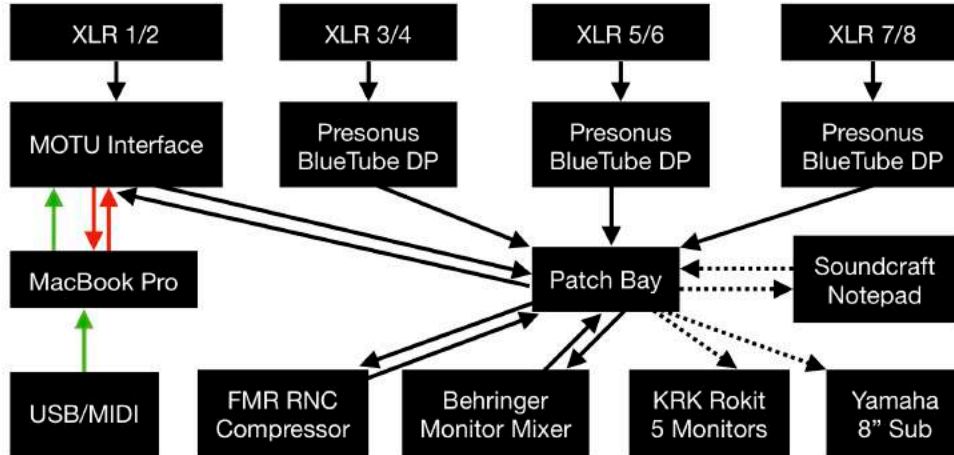 XLR 1/2
XLR 3/4
XLR 5/6
XLR 7/8
MOTU Interface
Presonus
BlueTube DP
Presonus
BlueTube DP
Presonus
BlueTube DP
MacBook Pro
Patch Bay
Soundcraft
Notepad
USB/MIDI
FMR RNC
Compressor
Behringer
Monitor Mixer
KRK Rokit
5 Monitors
Yamaha
8” Sub